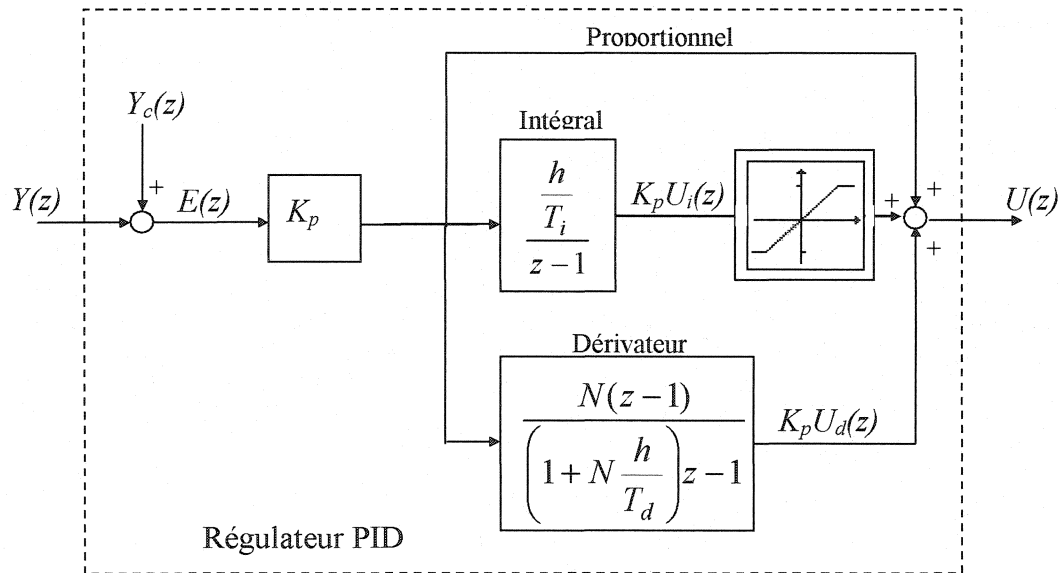 Proportionnel
Y_c(z)
+
Intégral
Y(z)
E(z)
K_p
h
T_i
z − 1
K_pU_i(z)
+
+
+
U(z)
Dérivateur
N(z − 1)
(1 + N h/T_d) z − 1
K_pU_d(z)
Régulateur PID